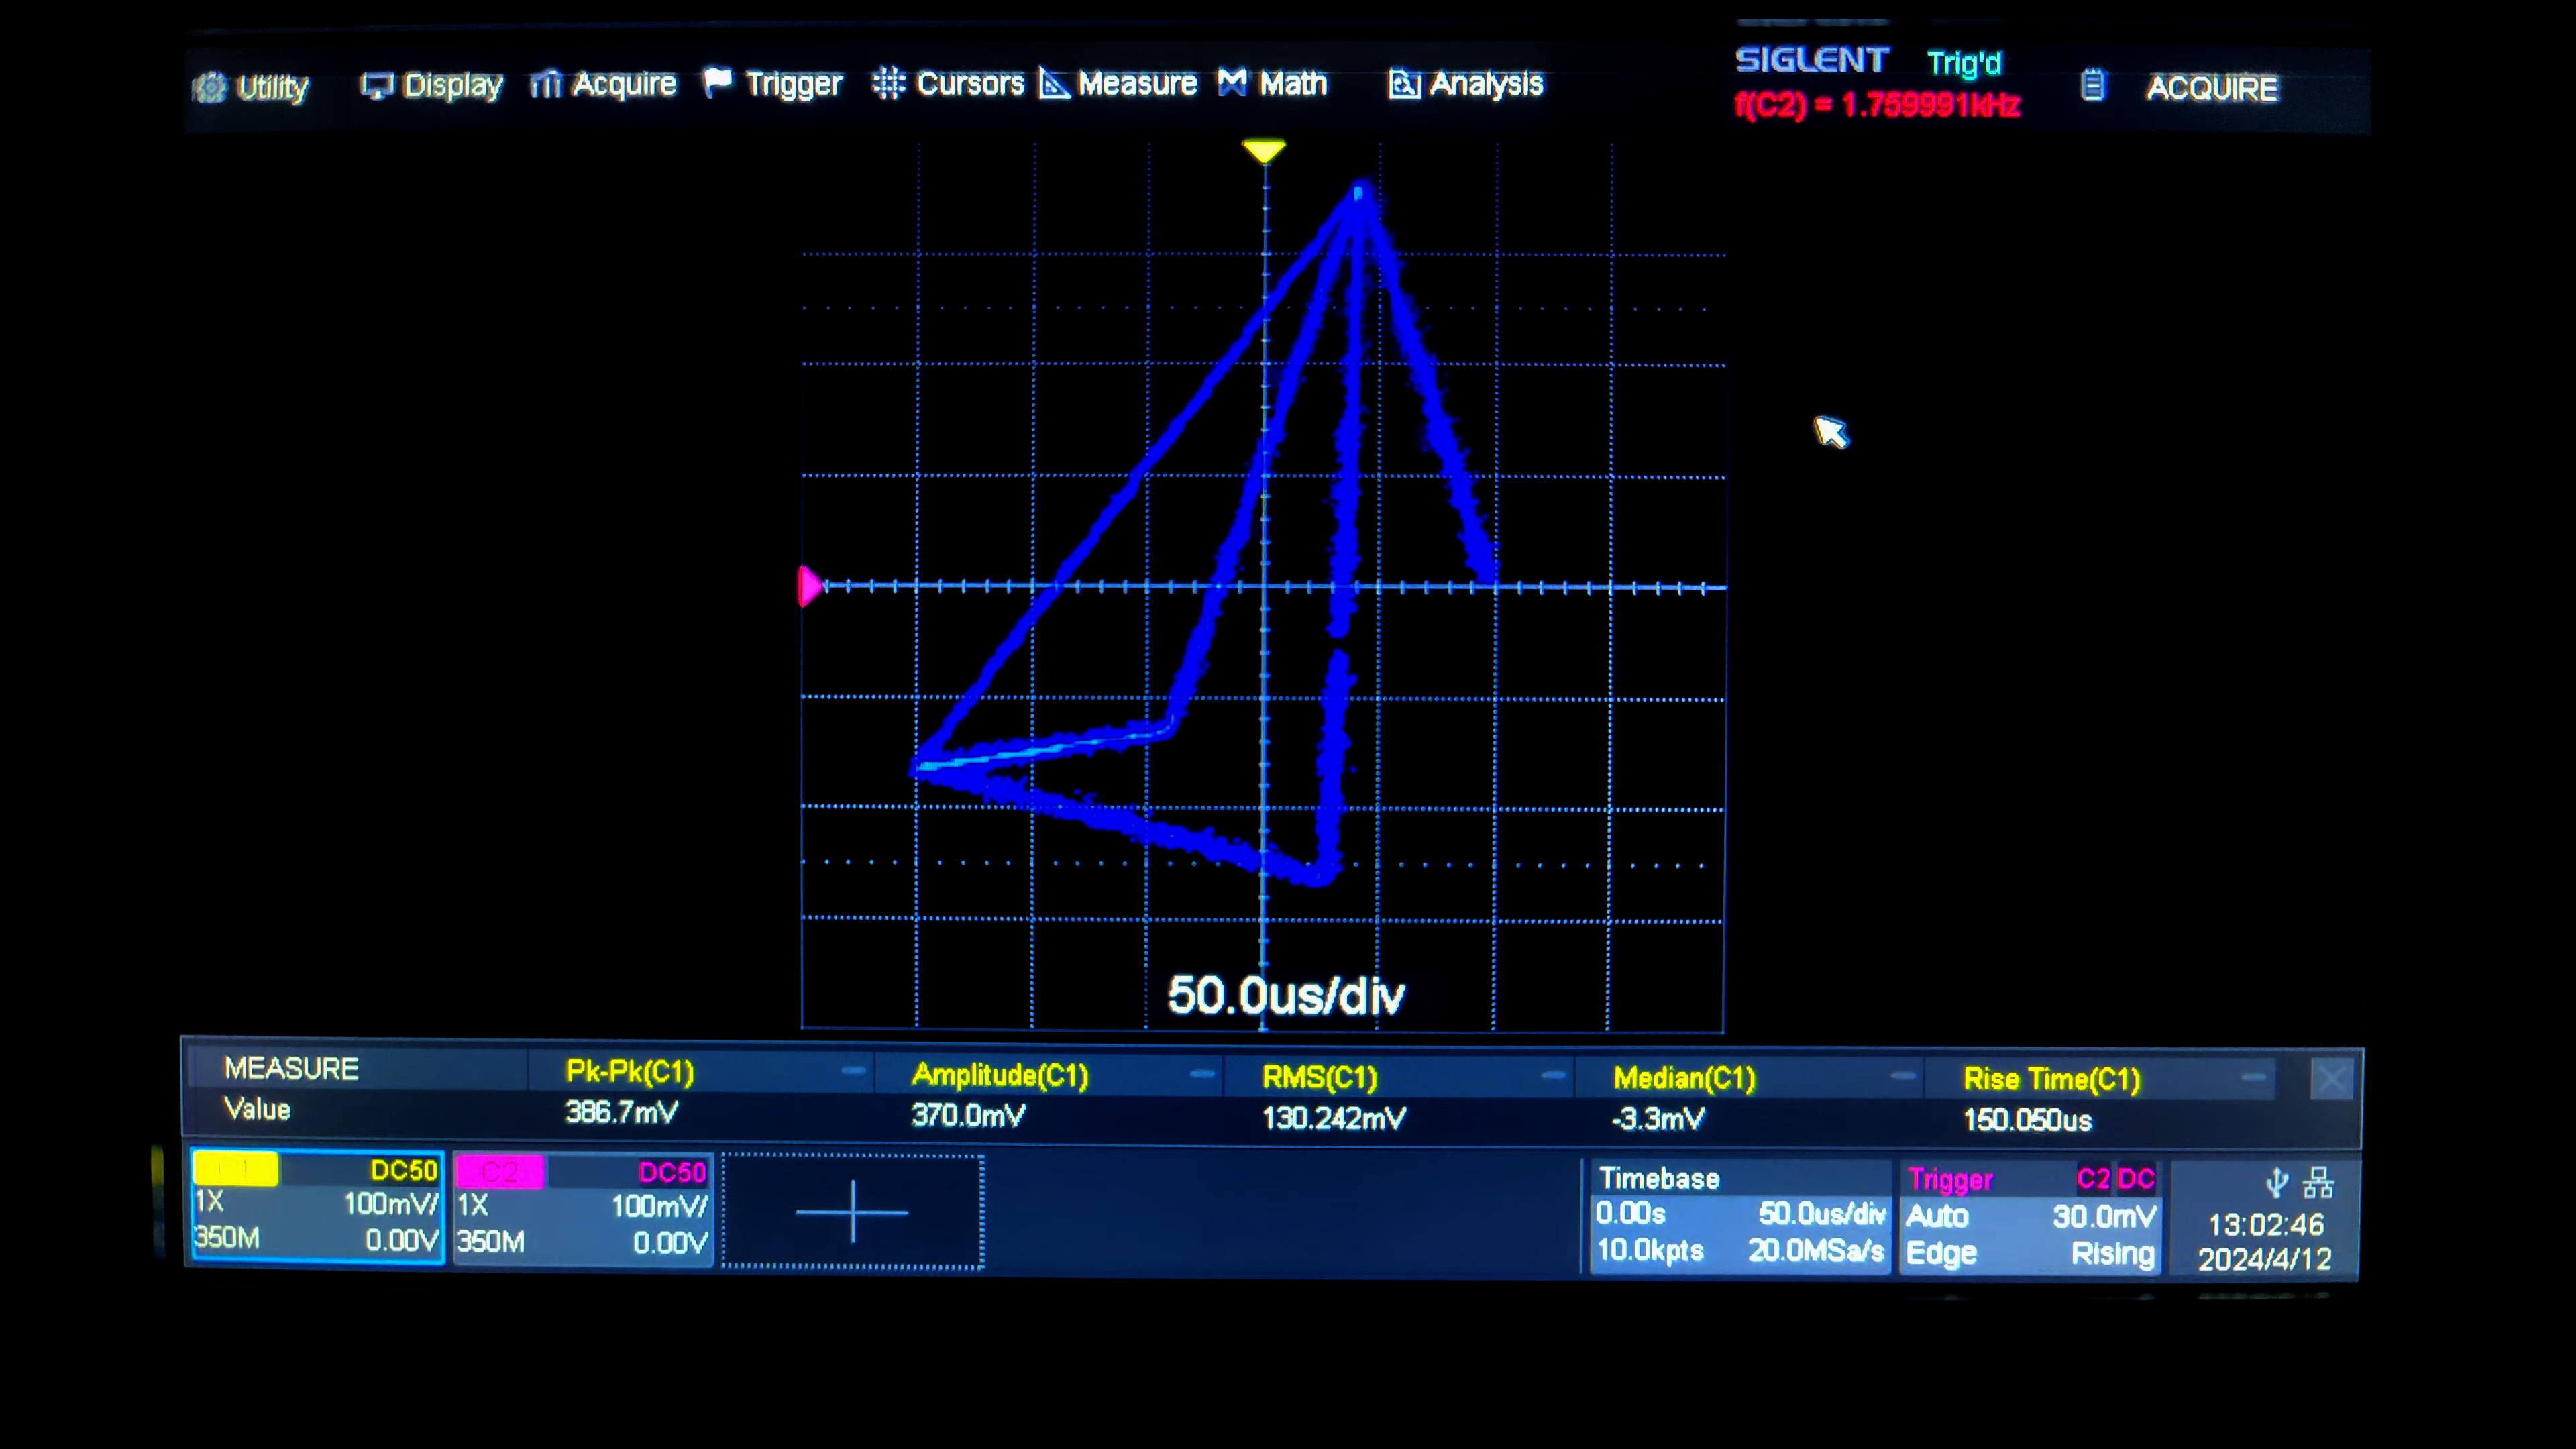 Utility Display Acquire Trigger Cursors Measure Math Analysis
SIGLENT Trig'd
f(C2) = 1.759991kHz
ACQUIRE
50.0us/div
MEASURE Pk-Pk(C1) Amplitude(C1) RMS(C1) Median(C1) Rise Time(C1)
Value 386.7mV 370.0mV 130.242mV -3.3mV 150.050us
C1 DC50
1X 100mV/
350M 0.00V
C2 DC50
1X 100mV/
350M 0.00V
Timebase
0.00s 50.0us/div
10.0kpts 20.0MSa/s
Trigger C2 DC
Auto 30.0mV
Edge Rising
13:02:46
2024/4/12